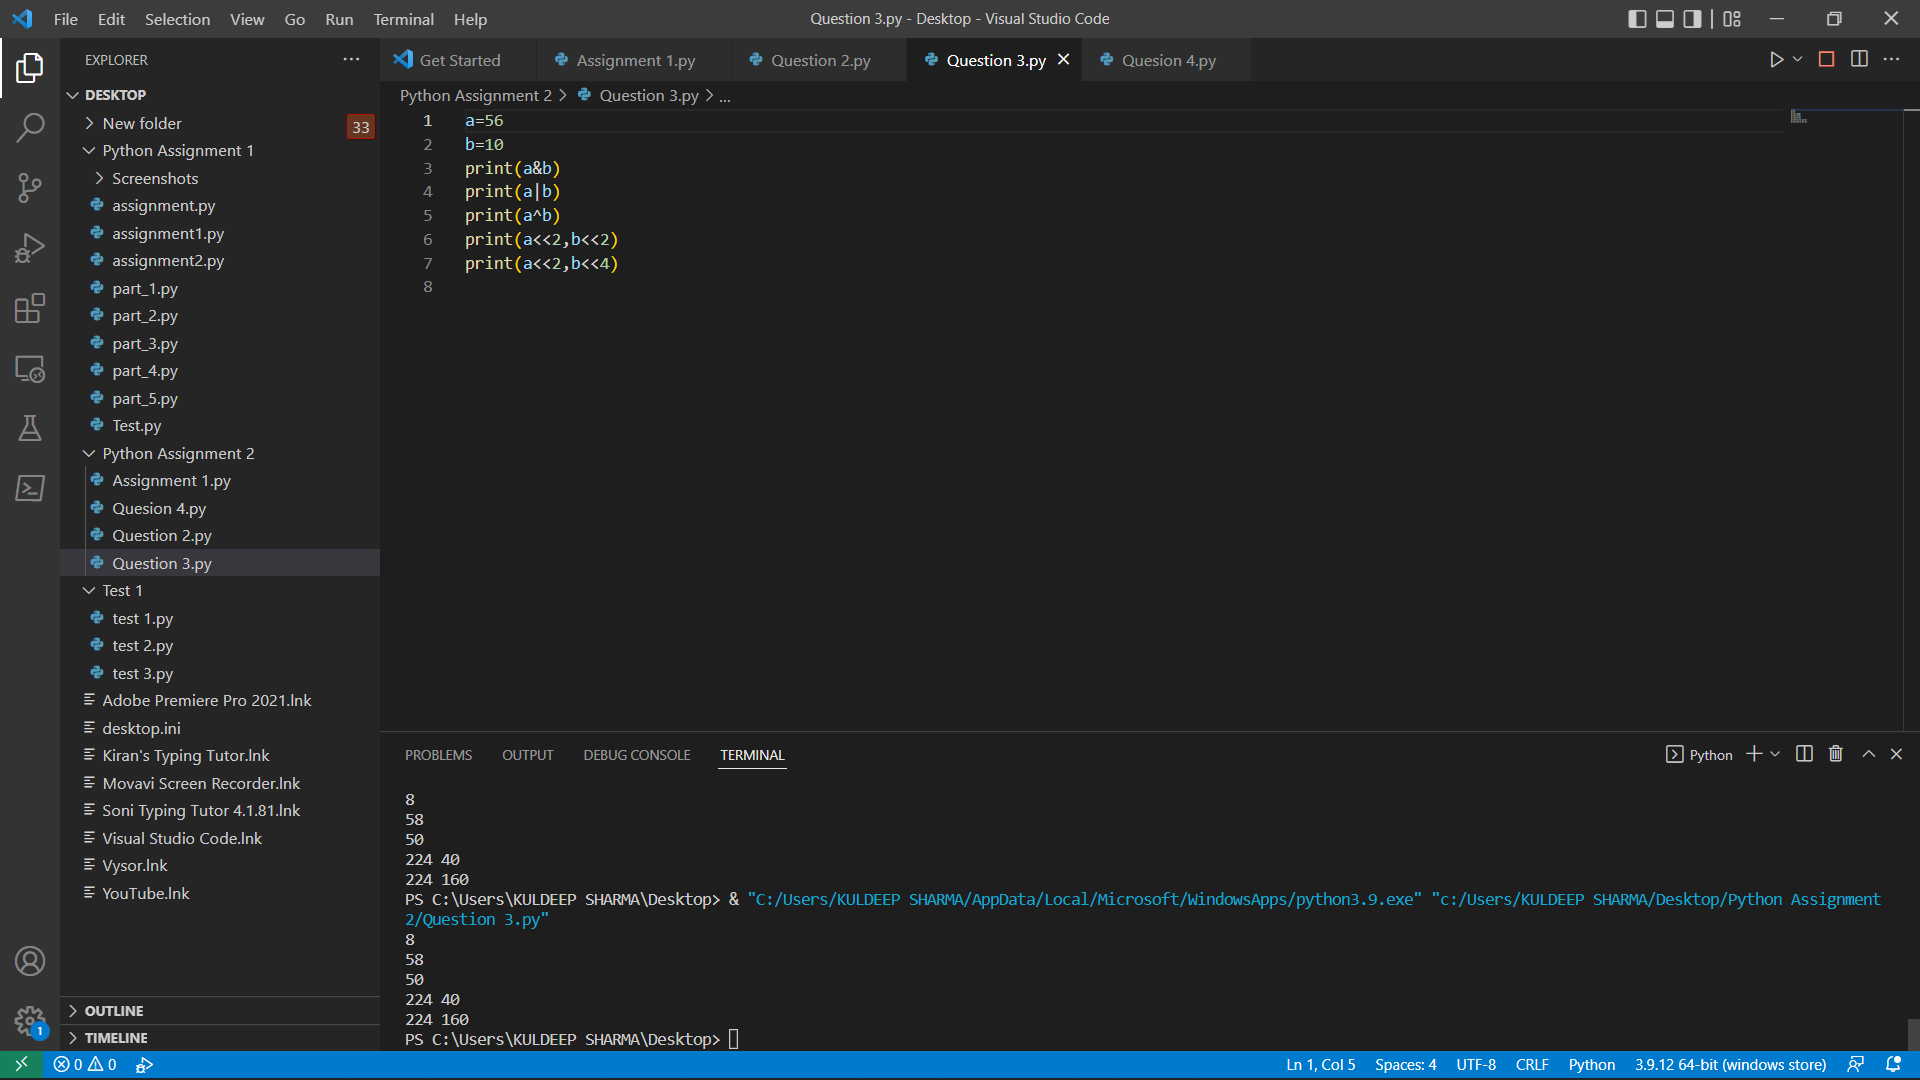 File Edit Selection View Go Run Terminal Help
Question 3.py - Desktop - Visual Studio Code
EXPLORER
DESKTOP
New folder
33
Python Assignment 1
Screenshots
assignment.py
assignment1.py
assignment2.py
part_1.py
part_2.py
part_3.py
part_4.py
part_5.py
Test.py
Python Assignment 2
Assignment 1.py
Quesion 4.py
Question 2.py
Question 3.py
Test 1
test 1.py
test 2.py
test 3.py
Adobe Premiere Pro 2021.lnk
desktop.ini
Kiran's Typing Tutor.lnk
Movavi Screen Recorder.lnk
Soni Typing Tutor 4.1.81.lnk
Visual Studio Code.lnk
Vysor.lnk
YouTube.lnk
OUTLINE
TIMELINE
1
Get Started Assignment 1.py Question 2.py Question 3.py Quesion 4.py
Python Assignment 2 > Question 3.py > ...
1 a=56
2 b=10
3 print(a&b)
4 print(a|b)
5 print(a^b)
6 print(a<<2,b<<2)
7 print(a<<2,b<<4)
8
PROBLEMS OUTPUT DEBUG CONSOLE TERMINAL
Python
8
58
50
224 40
224 160
PS C:\Users\KULDEEP SHARMA\Desktop> & "C:/Users/KULDEEP SHARMA/AppData/Local/Microsoft/WindowsApps/python3.9.exe" "c:/Users/KULDEEP SHARMA/Desktop/Python Assignment
2/Question 3.py"
8
58
50
224 40
224 160
PS C:\Users\KULDEEP SHARMA\Desktop>
0 0
Ln 1, Col 5 Spaces: 4 UTF-8 CRLF Python 3.9.12 64-bit (windows store)